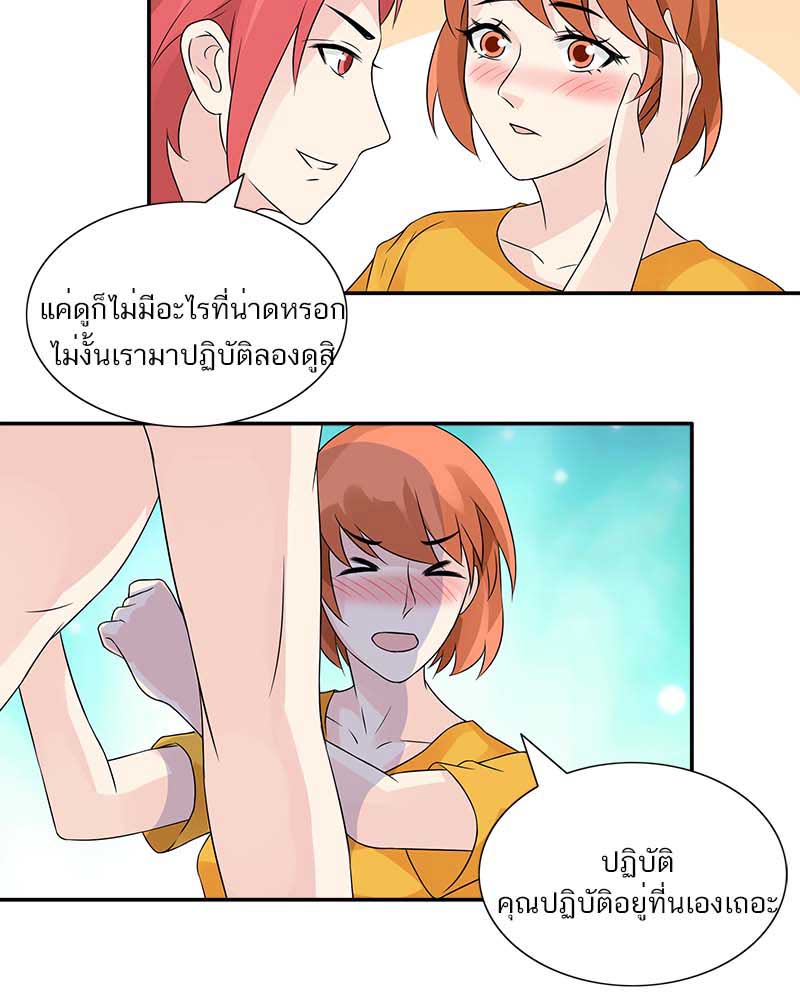 แค่ดูก็ไม่มีอะไรที่น่าดหรอก
ไม่งั้นเรามาปฏิบัติลองดูสิ
ปฏิบัติ
คุณปฏิบัติอยู่ที่นเองเถอะ